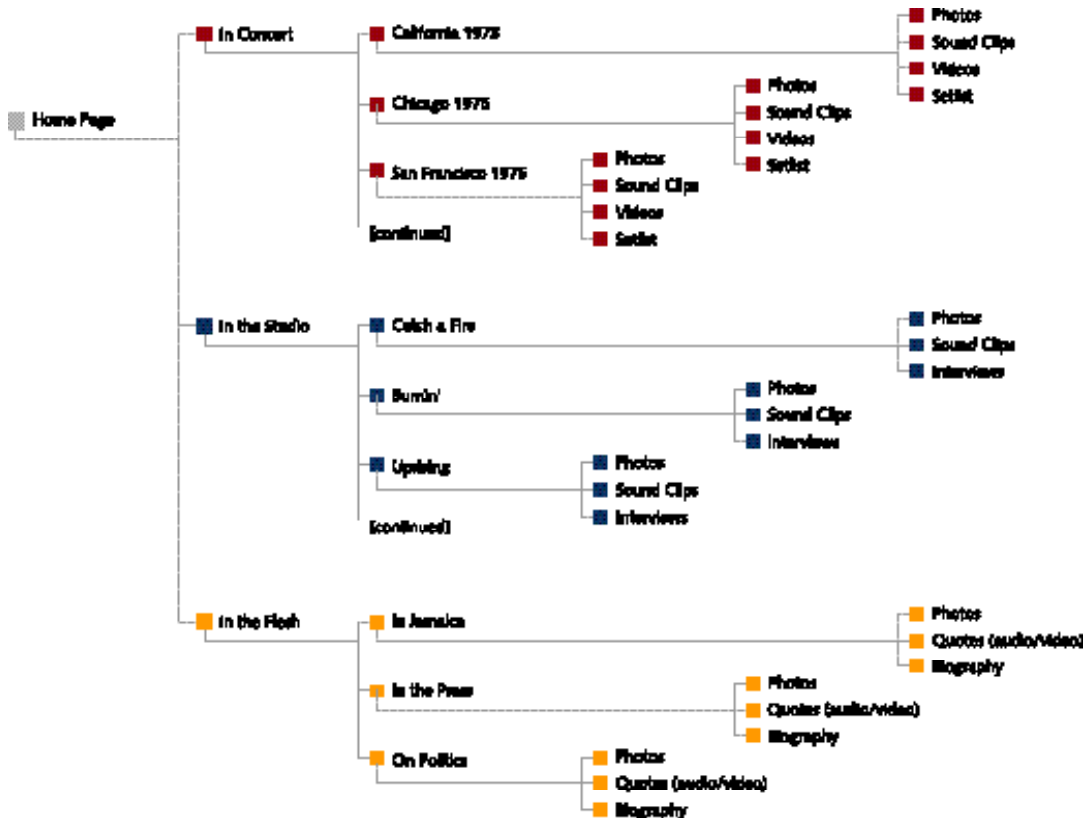 Home Page
In Concert
California
Photos
Sound Clips
Videos
Setlist
Chicago
Photos
Sound Clips
Videos
Setlist
San Francisco
Photos
Sound Clips
Videos
Setlist
[continued]
In the Studio
Catch a Fire
Photos
Sound Clips
Interviews
Burnin'
Photos
Sound Clips
Interviews
Uprising
Photos
Sound Clips
Interviews
[continued]
In the Flesh
In Jamaica
Photos
Quotes (audio/video)
Biography
In the Press
Photos
Quotes (audio/video)
Biography
On Politics
Photos
Quotes (audio/video)
Biography